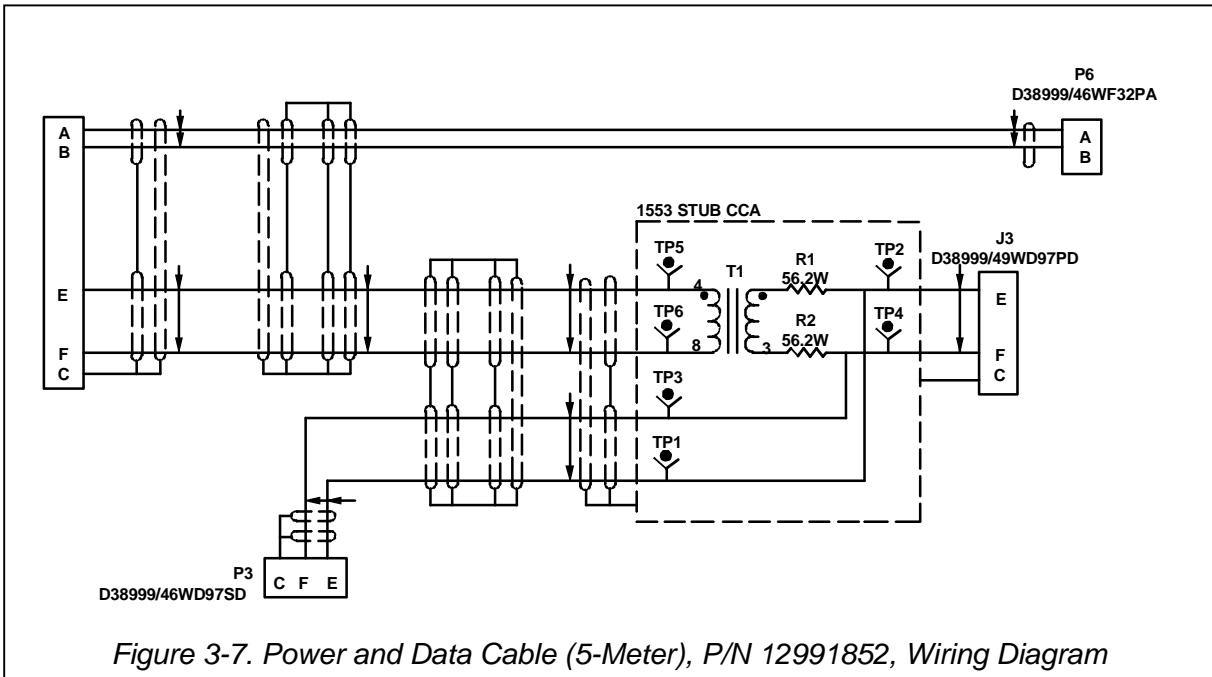 P6
D38999/46WF32PA
A
B
A
B
1553 STUB CCA
TP5
T1
R1
56.2W
TP2
J3
D38999/49WD97PD
4
E
E
TP6
R2
56.2W
TP4
8
3
F
F
C
C
TP3
TP1
P3
D38999/46WD97SD
C F E
Figure 3-7. Power and Data Cable (5-Meter), P/N 12991852, Wiring Diagram